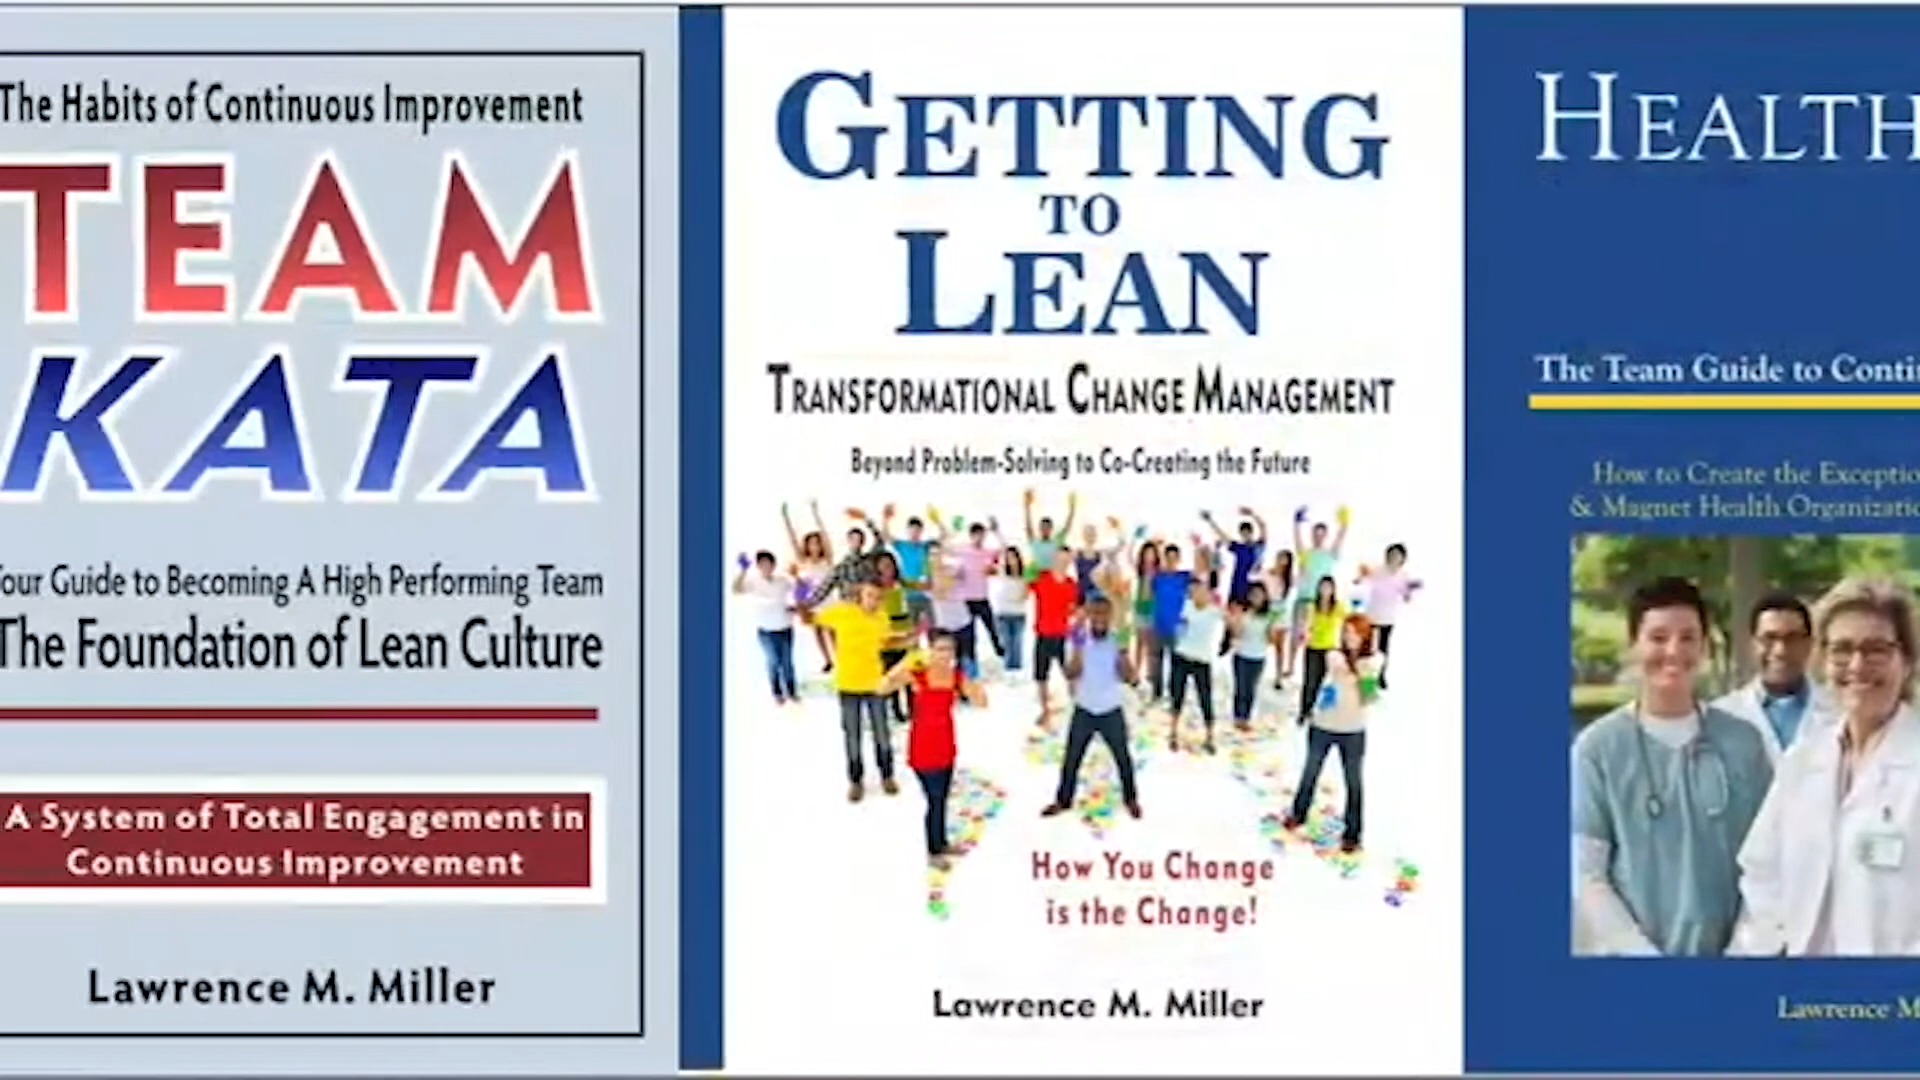 The Habits of Continuous Improvement
TEAM
KATA
Your Guide to Becoming A High Performing Team
The Foundation of Lean Culture
A System of Total Engagement in
Continuous Improvement
Lawrence M. Miller
GETTING
TO
LEAN
TRANSFORMATIONAL CHANGE MANAGEMENT
Beyond Problem-Solving to Co-Creating the Future
How You Change
is the Change!
Lawrence M. Miller
HEALTH
The Team Guide to Conti
How to Create the Exceptio
& Magnet Health Organizatio
Lawrence M